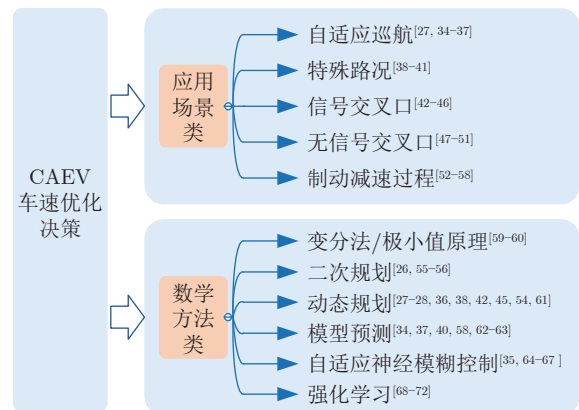 CAEV
车速优化
决策
应用
场景
类
自适应巡航[27, 34–37]
特殊路况[38–41]
信号交叉口[42–46]
无信号交叉口[47–51]
制动减速过程[52–58]
数学
方法
类
变分法/极小值原理[59–60]
二次规划[26, 55–56]
动态规划[27–28, 36, 38, 42, 45, 54, 61]
模型预测[34, 37, 40, 58, 62–63]
自适应神经模糊控制[35, 64–67 ]
强化学习[68–72]